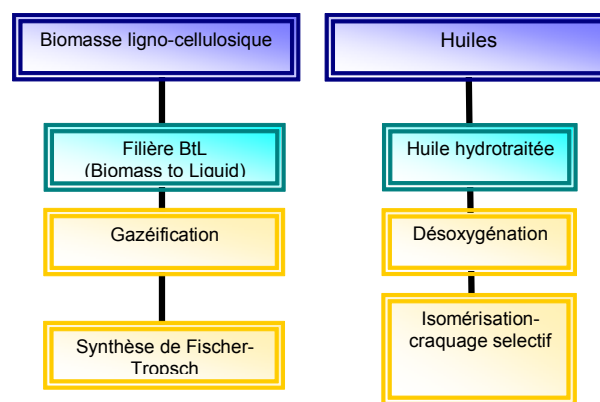 Biomasse ligno-cellulosique
Filière BtL
(Biomass to Liquid)
Gazéification
Synthèse de Fischer-
Tropsch
Huiles
Huile hydrotraitée
Désoxygénation
Isomérisation-
craquage selectif